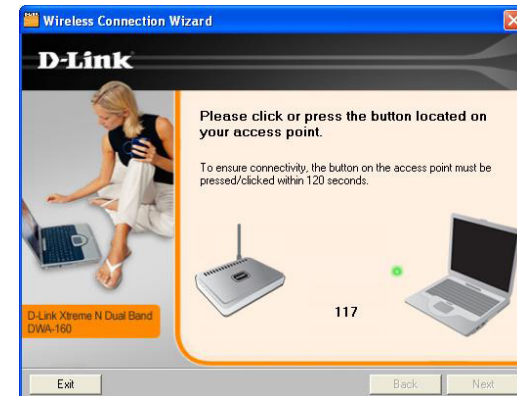 Wireless Connection Wizard
D-Link
Please click or press the button located on
your access point.
To ensure connectivity, the button on the access point must be
pressed/clicked within 120 seconds.
117
D-Link Xtreme N Dual Band
DWA-160
Exit
Back
Next